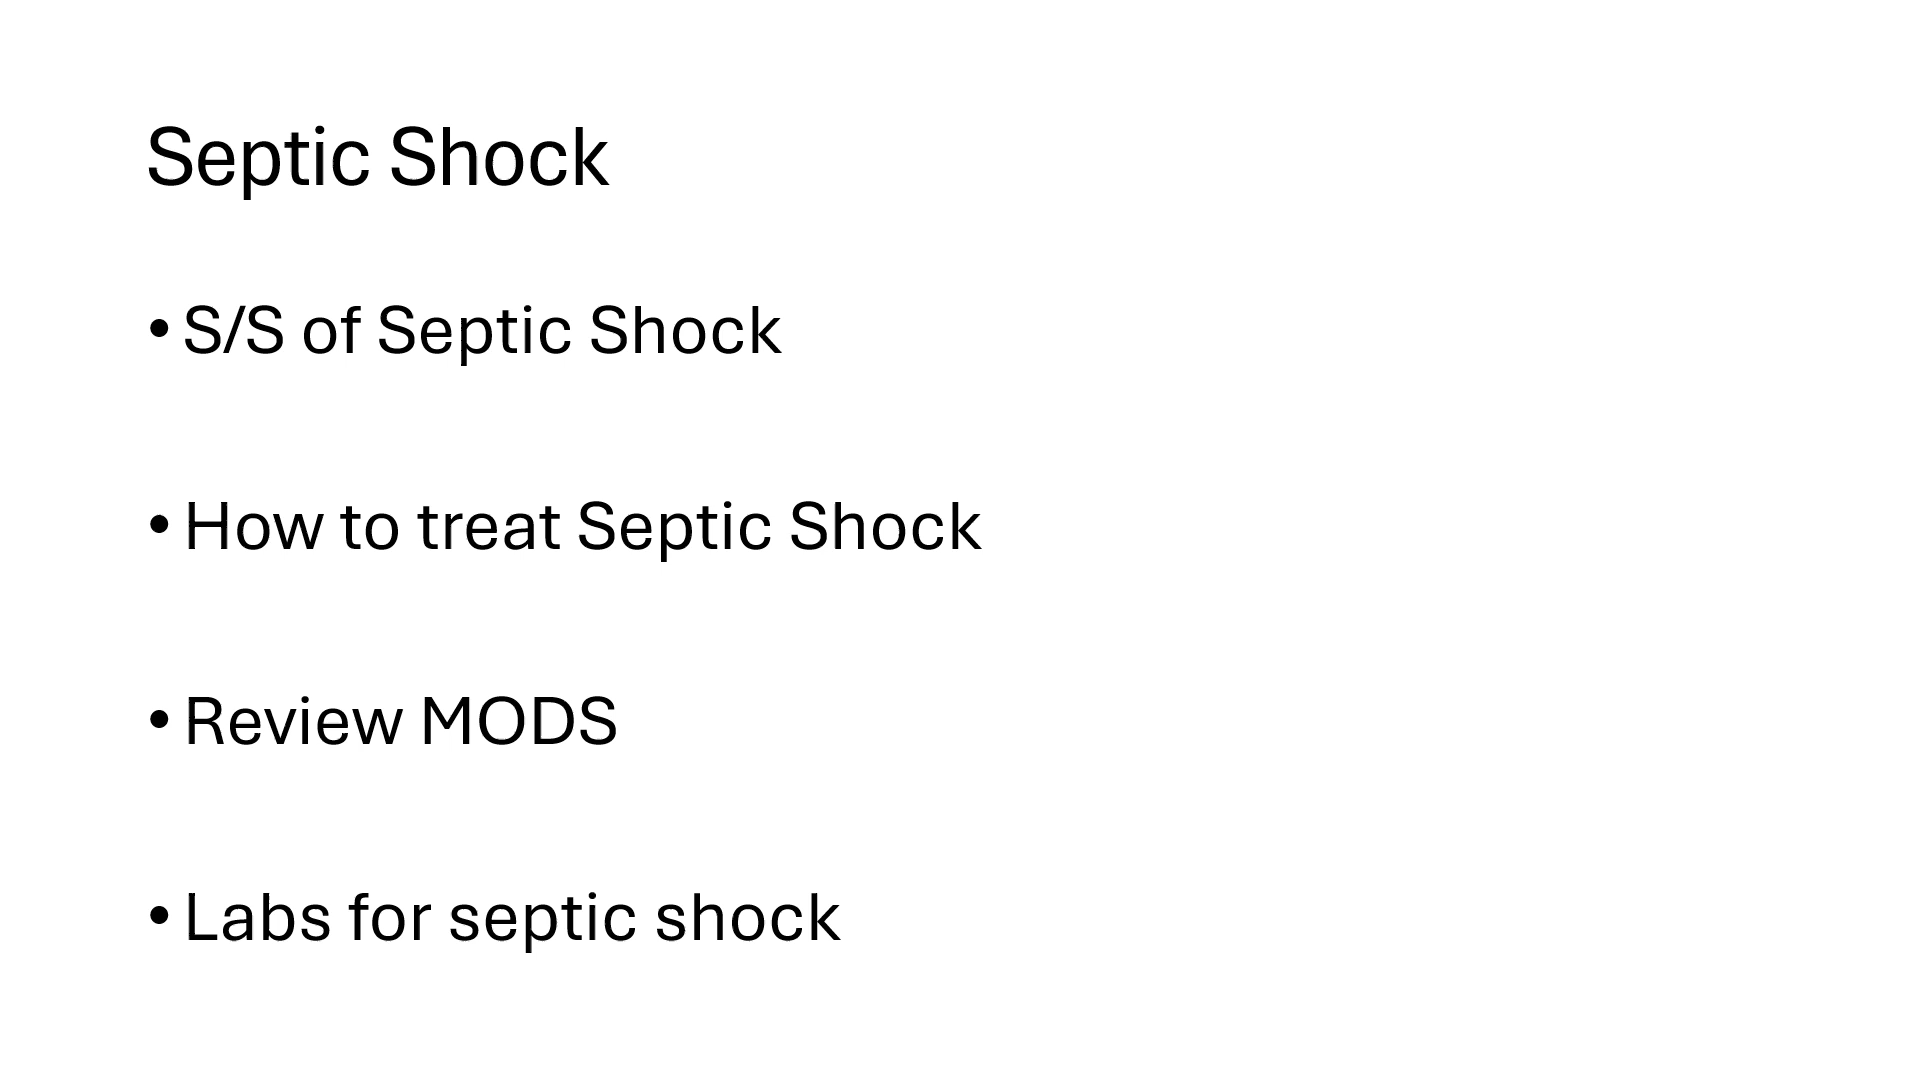 Septic Shock
• S/S of Septic Shock
• How to treat Septic Shock
• Review MODS
• Labs for septic shock